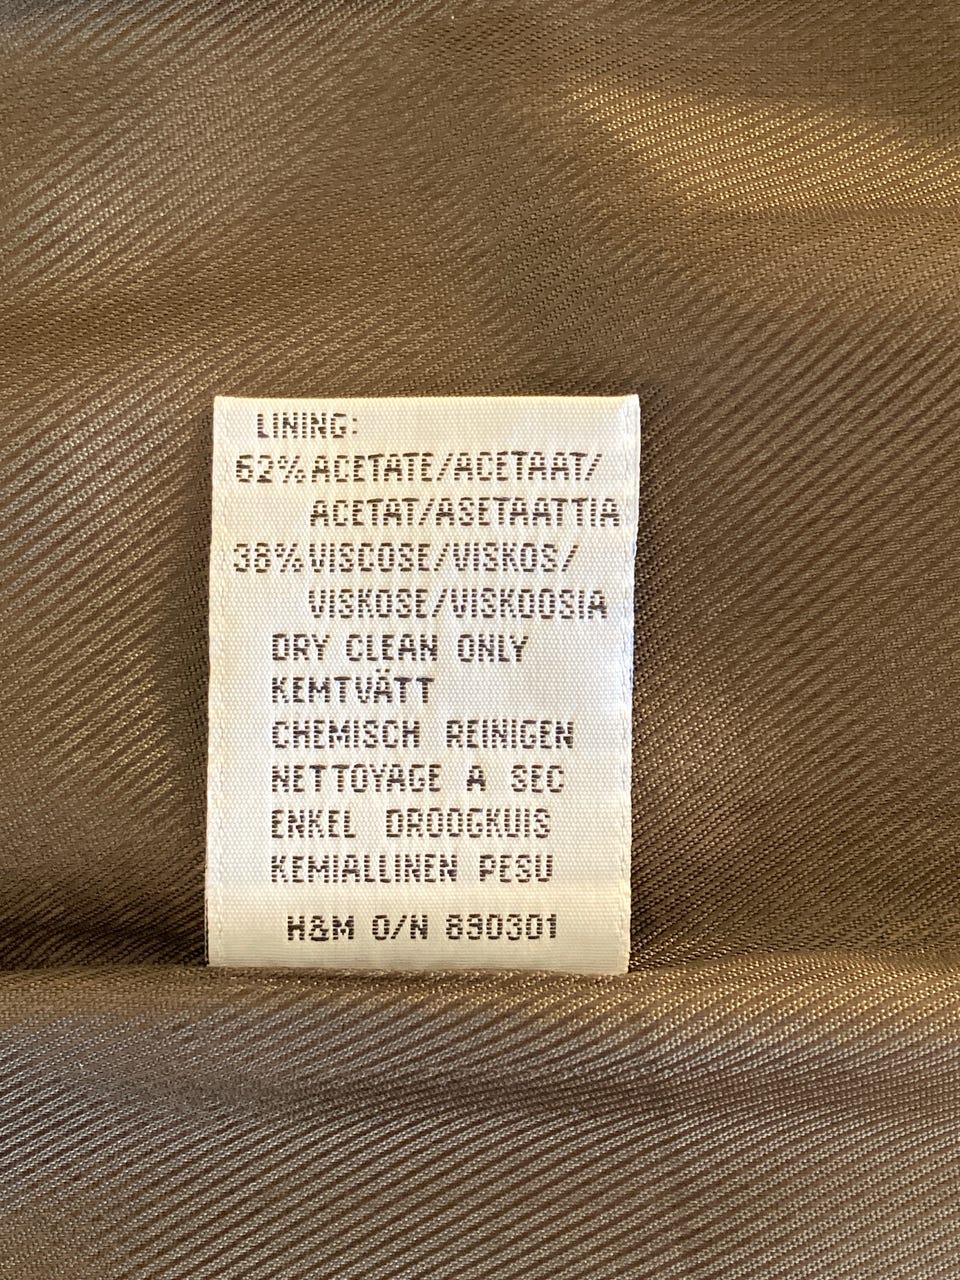 LINING:
62% ACETATE/ACETAAT/
ACETAT/ASETAATTIA
38% VISCOSE/VISKOS/
VISKOSE/VISKOOSIA
DRY CLEAN ONLY
KEMTVÄTT
CHEMISCH REINIGEN
NETTOYAGE A SEC
ENKEL DROOGKUIS
KEMIALLINEN PESU
H&M O/N 890301